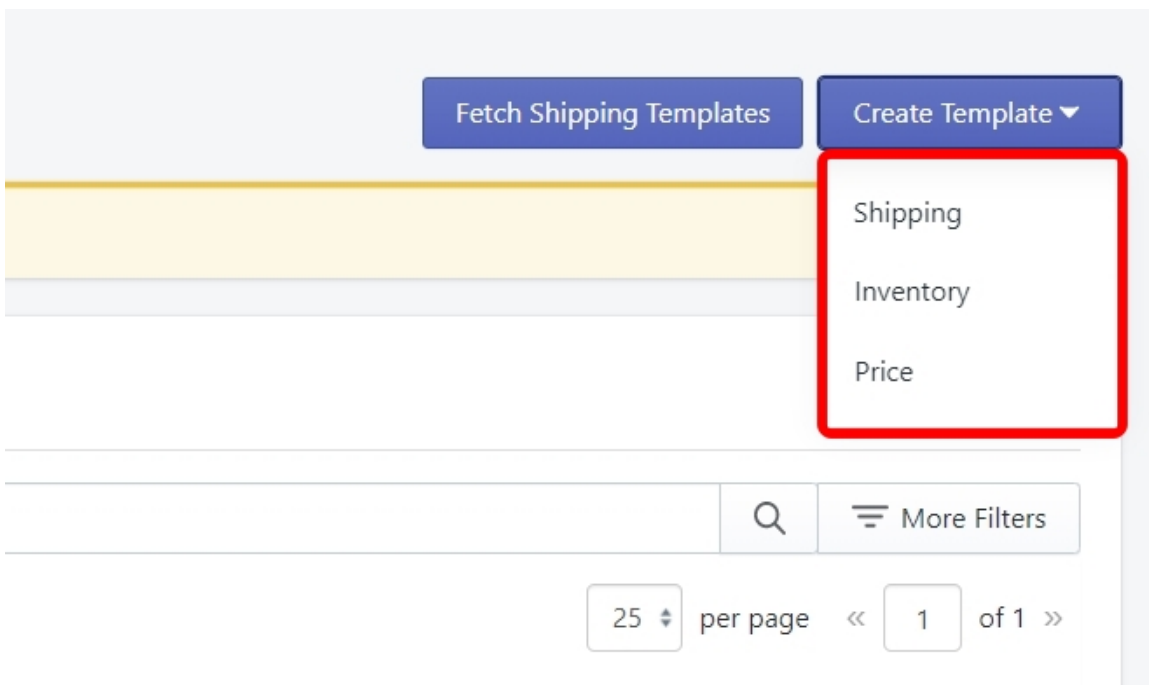 Fetch Shipping Templates
Create Template
Shipping
Inventory
Price
More Filters
25 per page « 1 of 1 »